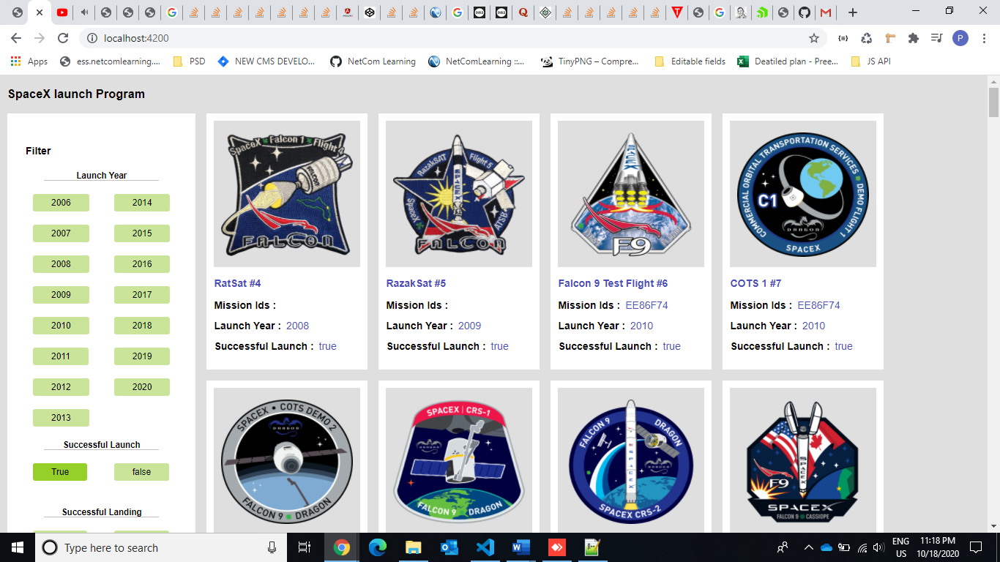 localhost:4200
Apps
ess.netcomlearning....
PSD
NEW CMS DEVELO...
NetCom Learning
NetComLearning ::...
TinyPNG – Compre...
Editable fields
Deatiled plan - Pree...
JS API
SpaceX launch Program
Filter
Launch Year
2006 2014
2007 2015
2008 2016
2009 2017
2010 2018
2011 2019
2012 2020
2013
Successful Launch
True false
Successful Landing
SpaceX Falcon 1 Flight 4
FALCON
FALCON
RatSat #4
Mission Ids :
Launch Year : 2008
Successful Launch : true
RazakSAT Flight 5
SPACEX
SpaceX ATSB
FALCON
RazakSat #5
Mission Ids :
Launch Year : 2009
Successful Launch : true
F9
Falcon 9 Test Flight #6
Mission Ids : EE86F74
Launch Year : 2010
Successful Launch : true
COMMERCIAL ORBITAL TRANSPORTATION SERVICES DEMO FLIGHT 1
C1
DRAGON
SPACEX
COTS 1 #7
Mission Ids : EE86F74
Launch Year : 2010
Successful Launch : true
SPACEX • COTS DEMO 2
DRAGON
FALCON 9 DRAGON
SPACEX | CRS-1
DRAGON
FALCON 9 DRAGON
FALCON 9 DRAGON
SPACEX
DRAGON
SPACEX CRS-2
SPACEX
F9
SPACEX
FALCON 9 CASSIOPE
Type here to search
ENG
US
11:18 PM
10/18/2020